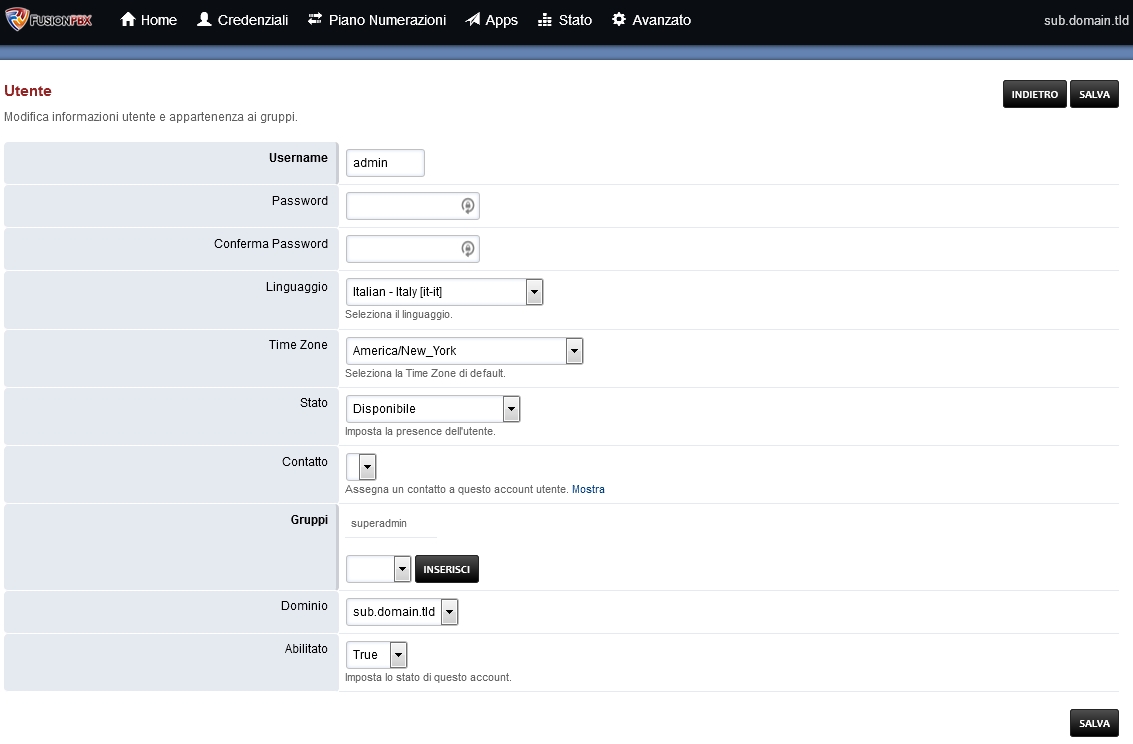 FUSIONPBX Home Credenziali Piano Numerazioni Apps Stato Avanzato sub.domain.tld
Utente INDIETRO SALVA
Modifica informazioni utente e appartenenza ai gruppi.
Username admin
Password
Conferma Password
Linguaggio Italian - Italy [it-it]
Seleziona il linguaggio.
Time Zone America/New_York
Seleziona la Time Zone di default.
Stato Disponibile
Imposta la presence dell'utente.
Contatto
Assegna un contatto a questo account utente. Mostra
Gruppi superadmin
INSERISCI
Dominio sub.domain.tld
Abilitato True
Imposta lo stato di questo account.
SALVA